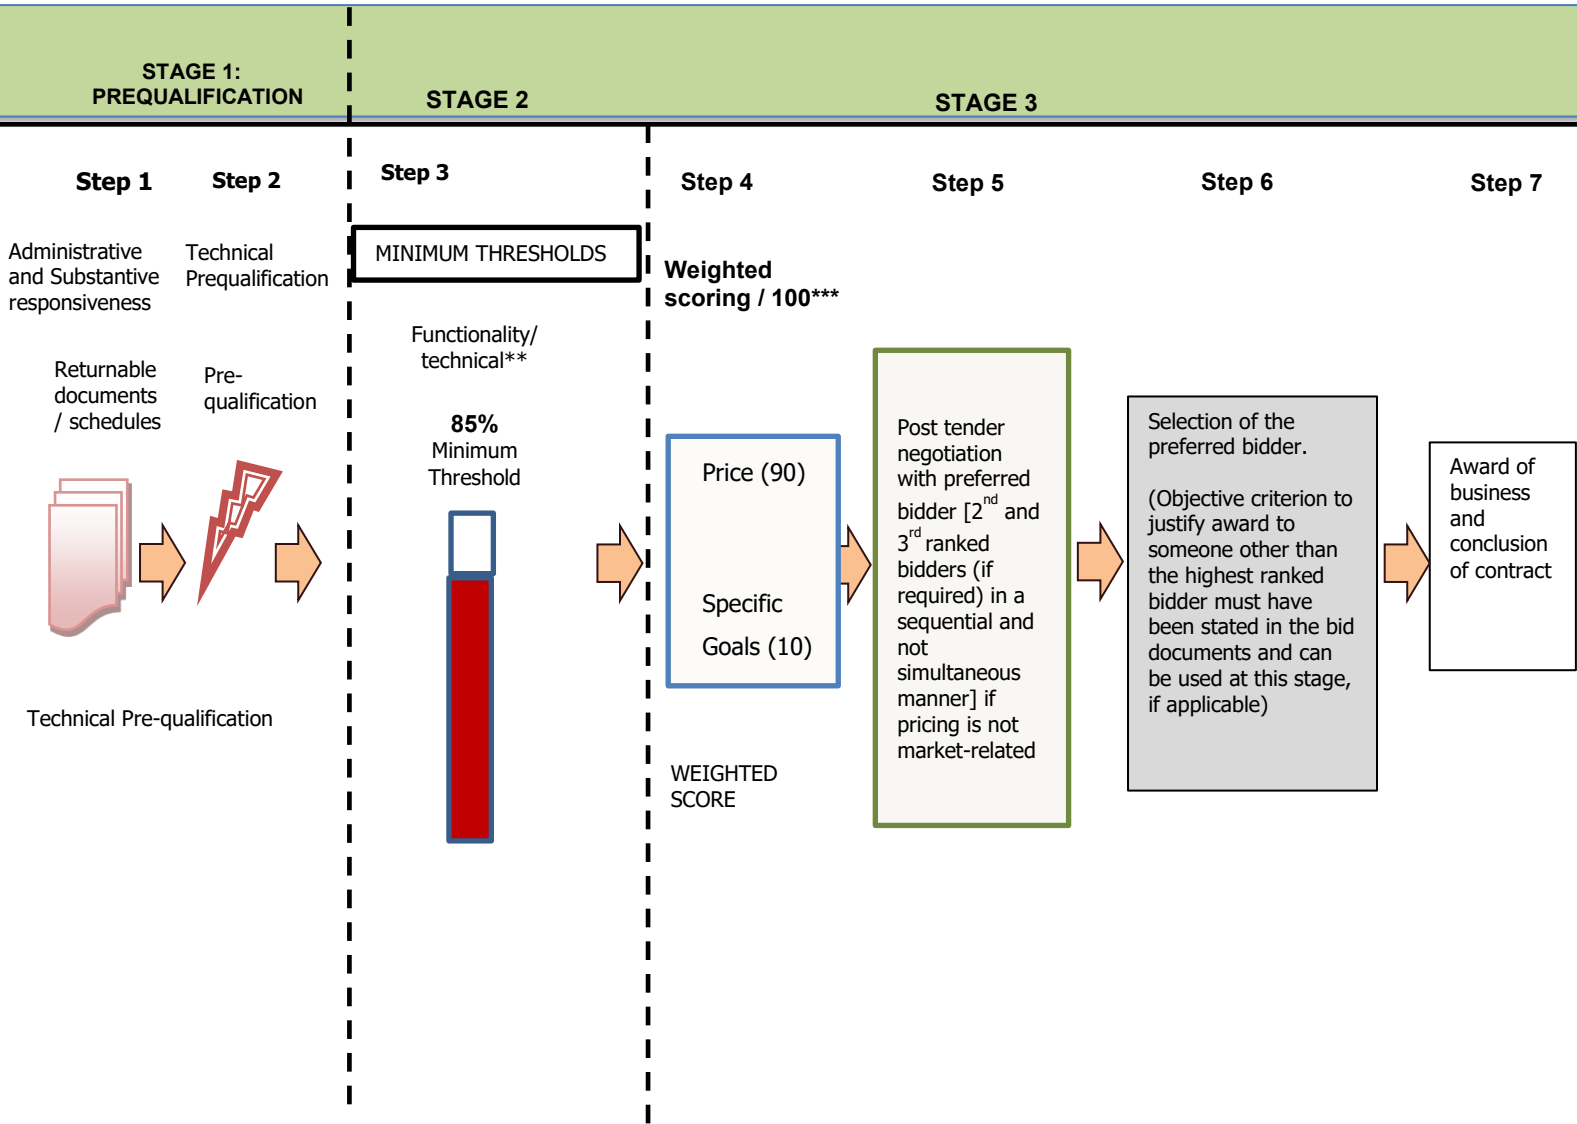 STAGE 1:
PREQUALIFICATION
STAGE 2
STAGE 3
Step 1
Step 2
Step 3
Step 4
Step 5
Step 6
Step 7
Administrative
and Substantive
responsiveness
Returnable
documents
/ schedules
Technical
Prequalification
Pre-
qualification
Technical Pre-qualification
MINIMUM THRESHOLDS
Functionality/
technical**
85%
Minimum
Threshold
Weighted
scoring / 100***
Price (90)
Specific
Goals (10)
WEIGHTED
SCORE
Post tender
negotiation
with preferred
bidder [2nd and
3rd ranked
bidders (if
required) in a
sequential and
not
simultaneous
manner] if
pricing is not
market-related
Selection of the
preferred bidder.
(Objective criterion to
justify award to
someone other than
the highest ranked
bidder must have
been stated in the bid
documents and can
be used at this stage,
if applicable)
Award of
business
and
conclusion
of contract